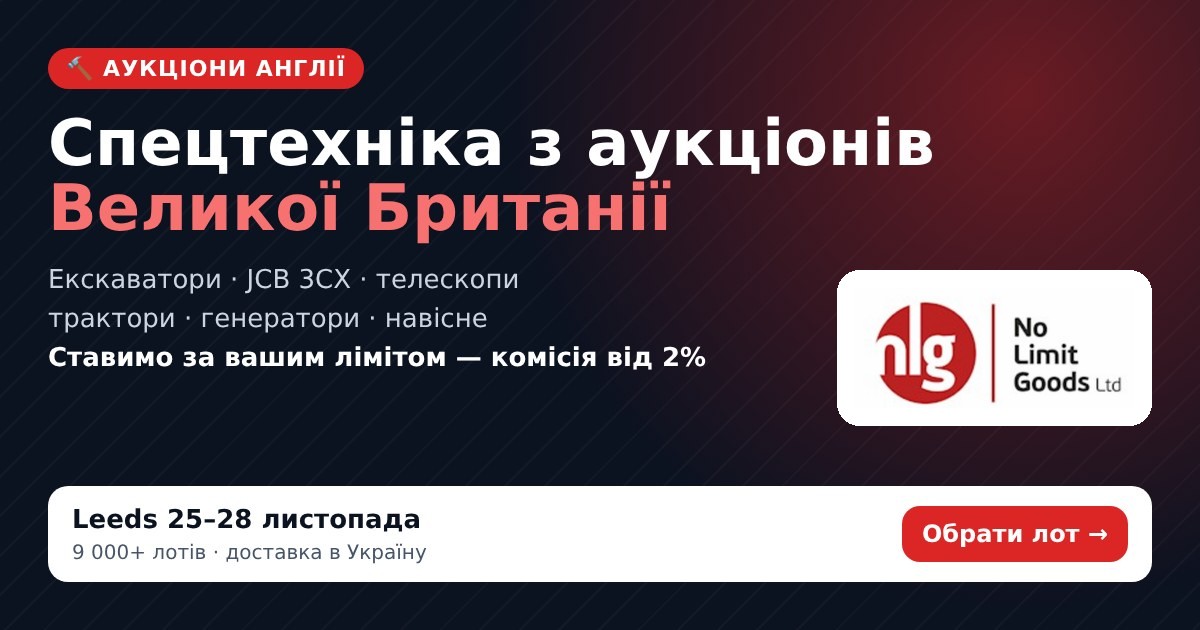 🔨 АУКЦІОНИ АНГЛІЇ
Спецтехніка з аукціонів
Великої Британії
Екскаватори · JCB 3CX · телескопи
трактори · генератори · навісне
Ставимо за вашим лімітом — комісія від 2%
nlg
No
Limit
Goods Ltd
Leeds 25–28 листопада
9 000+ лотів · доставка в Україну
Обрати лот →